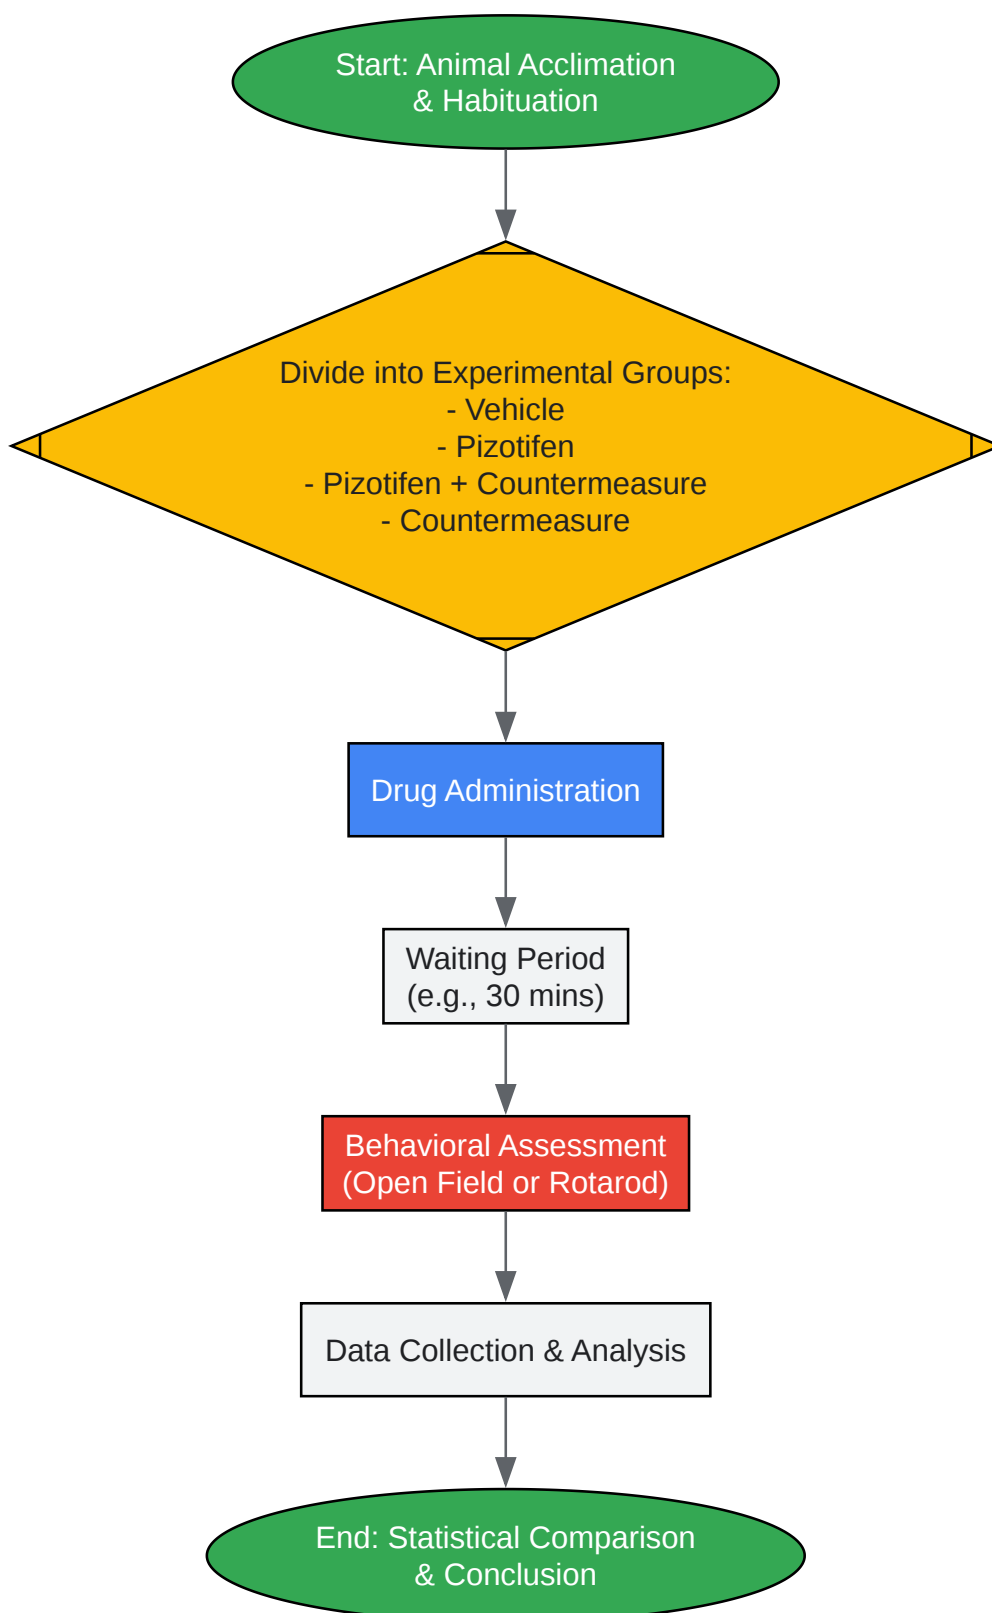 Start: Animal Acclimation
& Habituation
Divide into Experimental Groups:
- Vehicle
- Pizotifen
- Pizotifen + Countermeasure
- Countermeasure
Drug Administration
Waiting Period
(e.g., 30 mins)
Behavioral Assessment
(Open Field or Rotarod)
Data Collection & Analysis
End: Statistical Comparison
& Conclusion